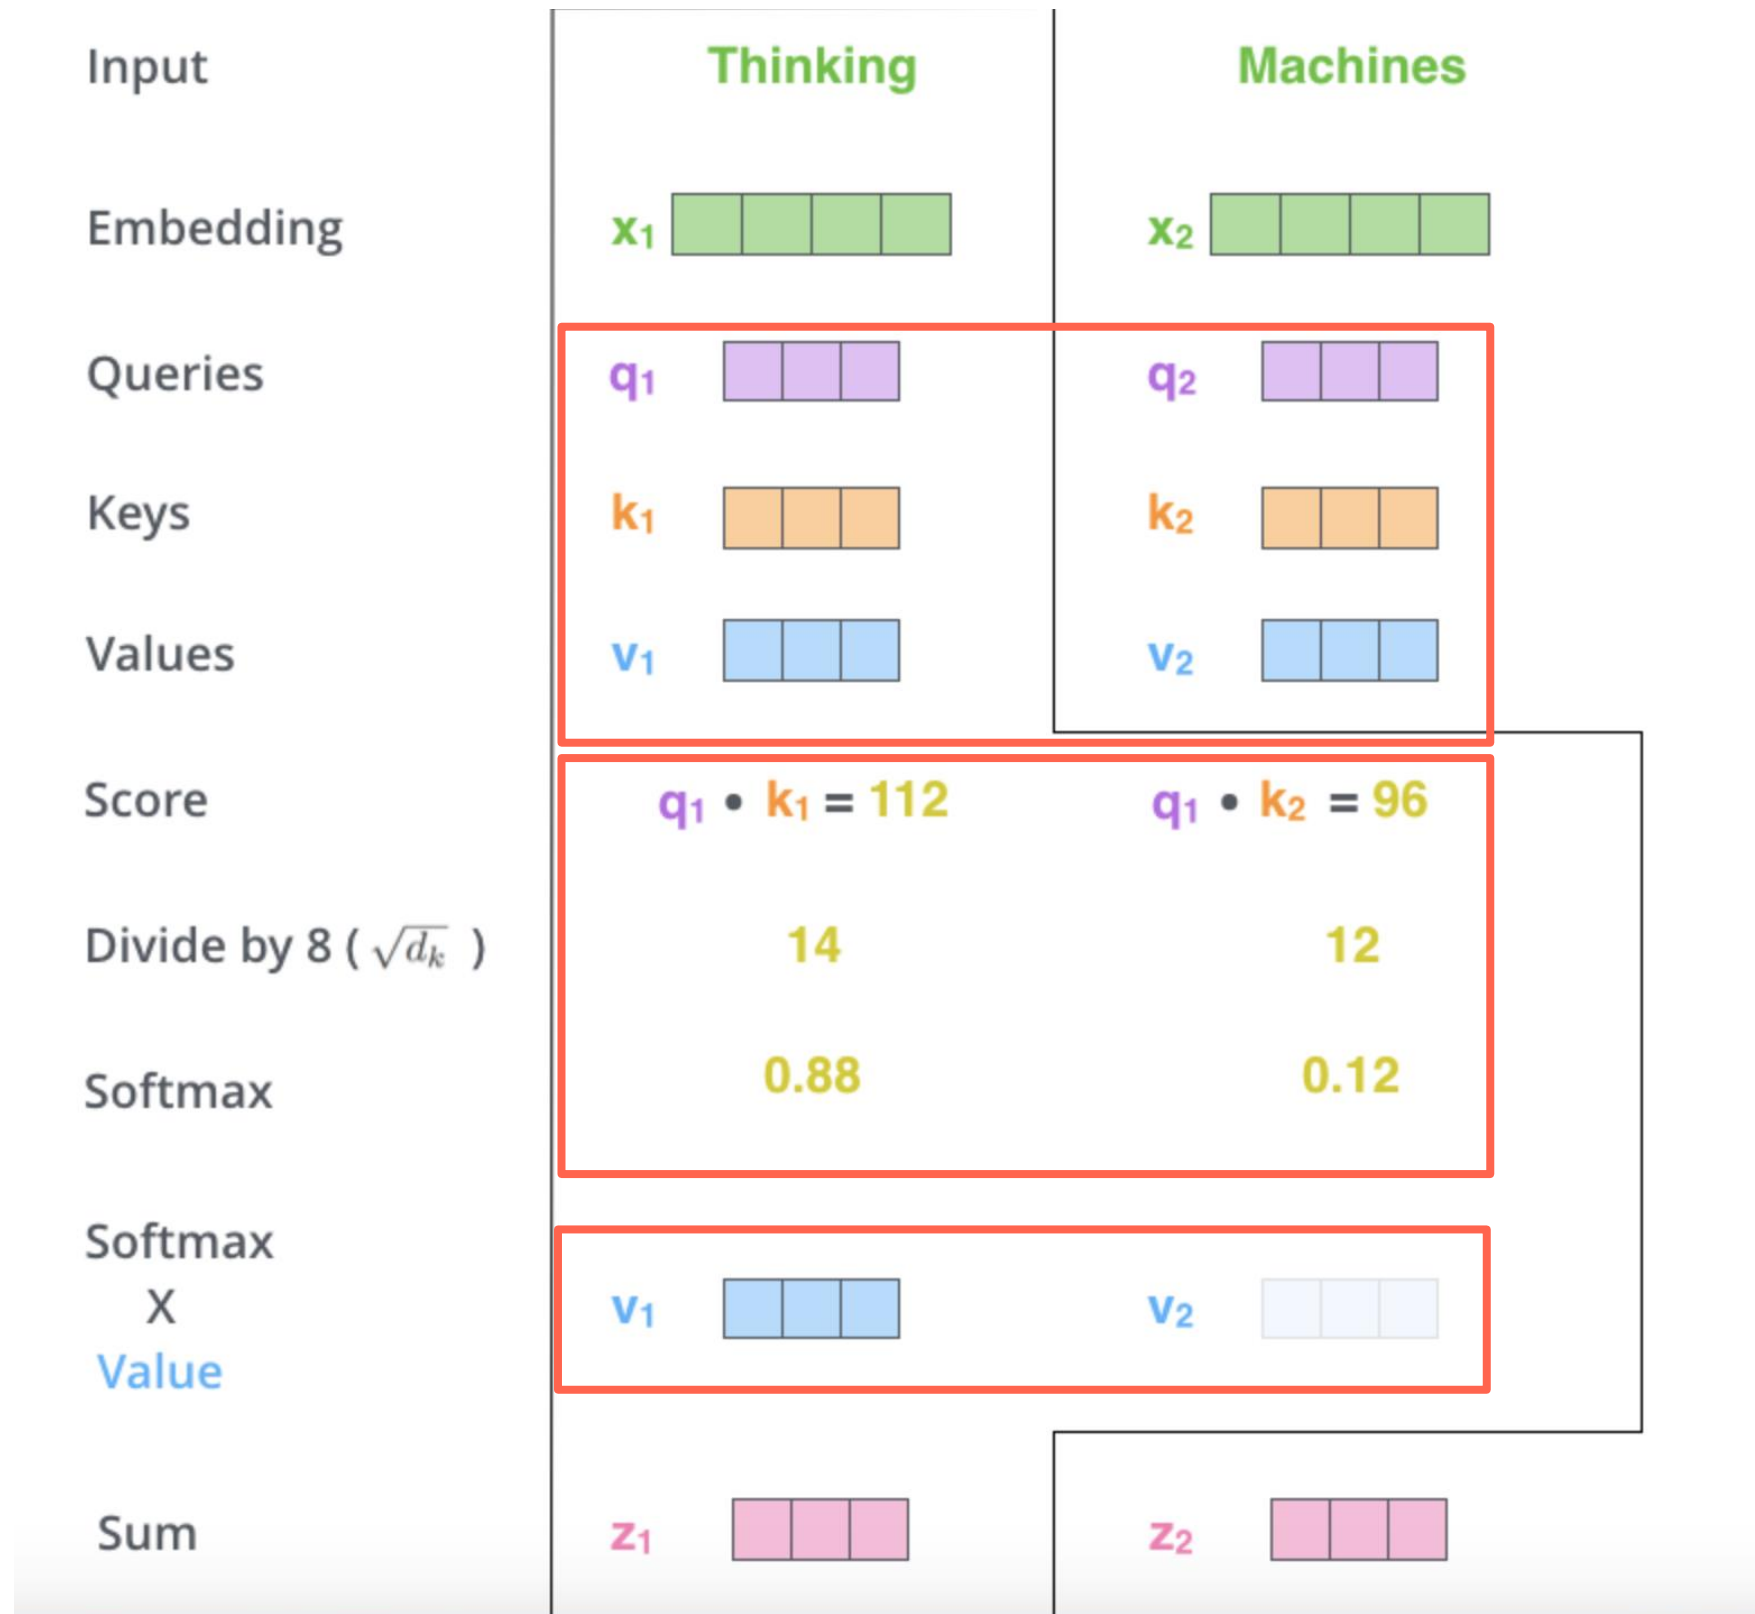 Input Thinking Machines
Embedding x1 x2
Queries q1 q2
Keys k1 k2
Values v1 v2
Score q1 • k1 = 112 q1 • k2 = 96
Divide by 8 ( √dk ) 14 12
Softmax 0.88 0.12
Softmax
X
Value v1 v2
Sum z1 z2